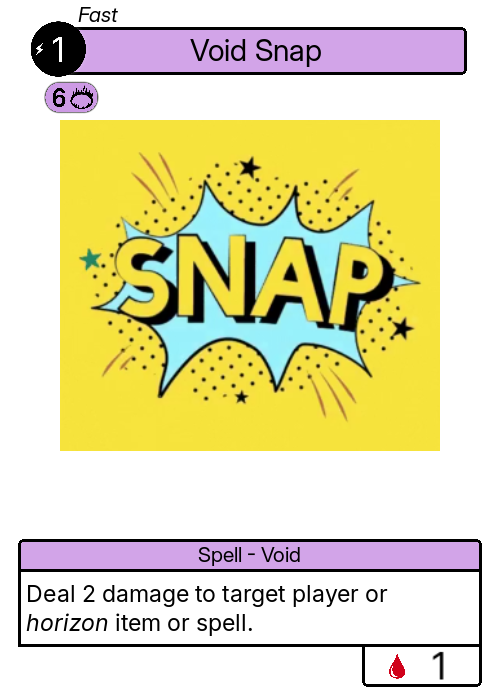 Fast
1
Void Snap
6
SNAP
Spell - Void
Deal 2 damage to target player or
horizon item or spell.
1